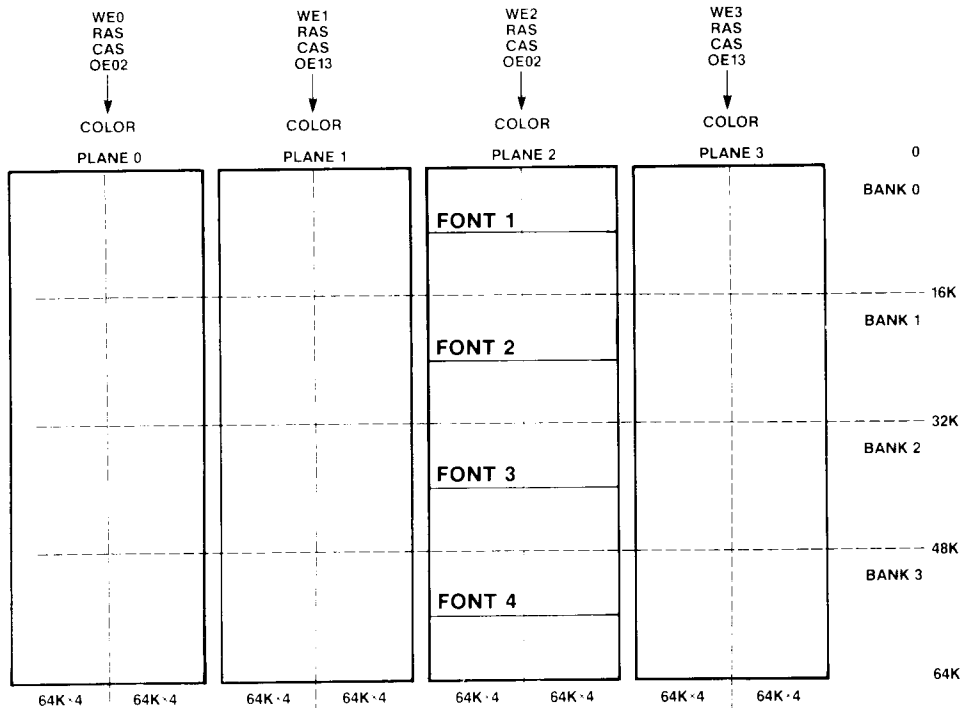 WE0 WE1 WE2 WE3
RAS RAS RAS RAS
CAS CAS CAS CAS
OE02 OE13 OE02 OE13
COLOR COLOR COLOR COLOR
PLANE 0 PLANE 1 PLANE 2 PLANE 3 0
BANK 0
FONT 1
16K
BANK 1
FONT 2
32K
BANK 2
FONT 3
48K
BANK 3
FONT 4
64K
64K×4 64K×4 64K×4 64K×4 64K×4 64K×4 64K×4 64K×4